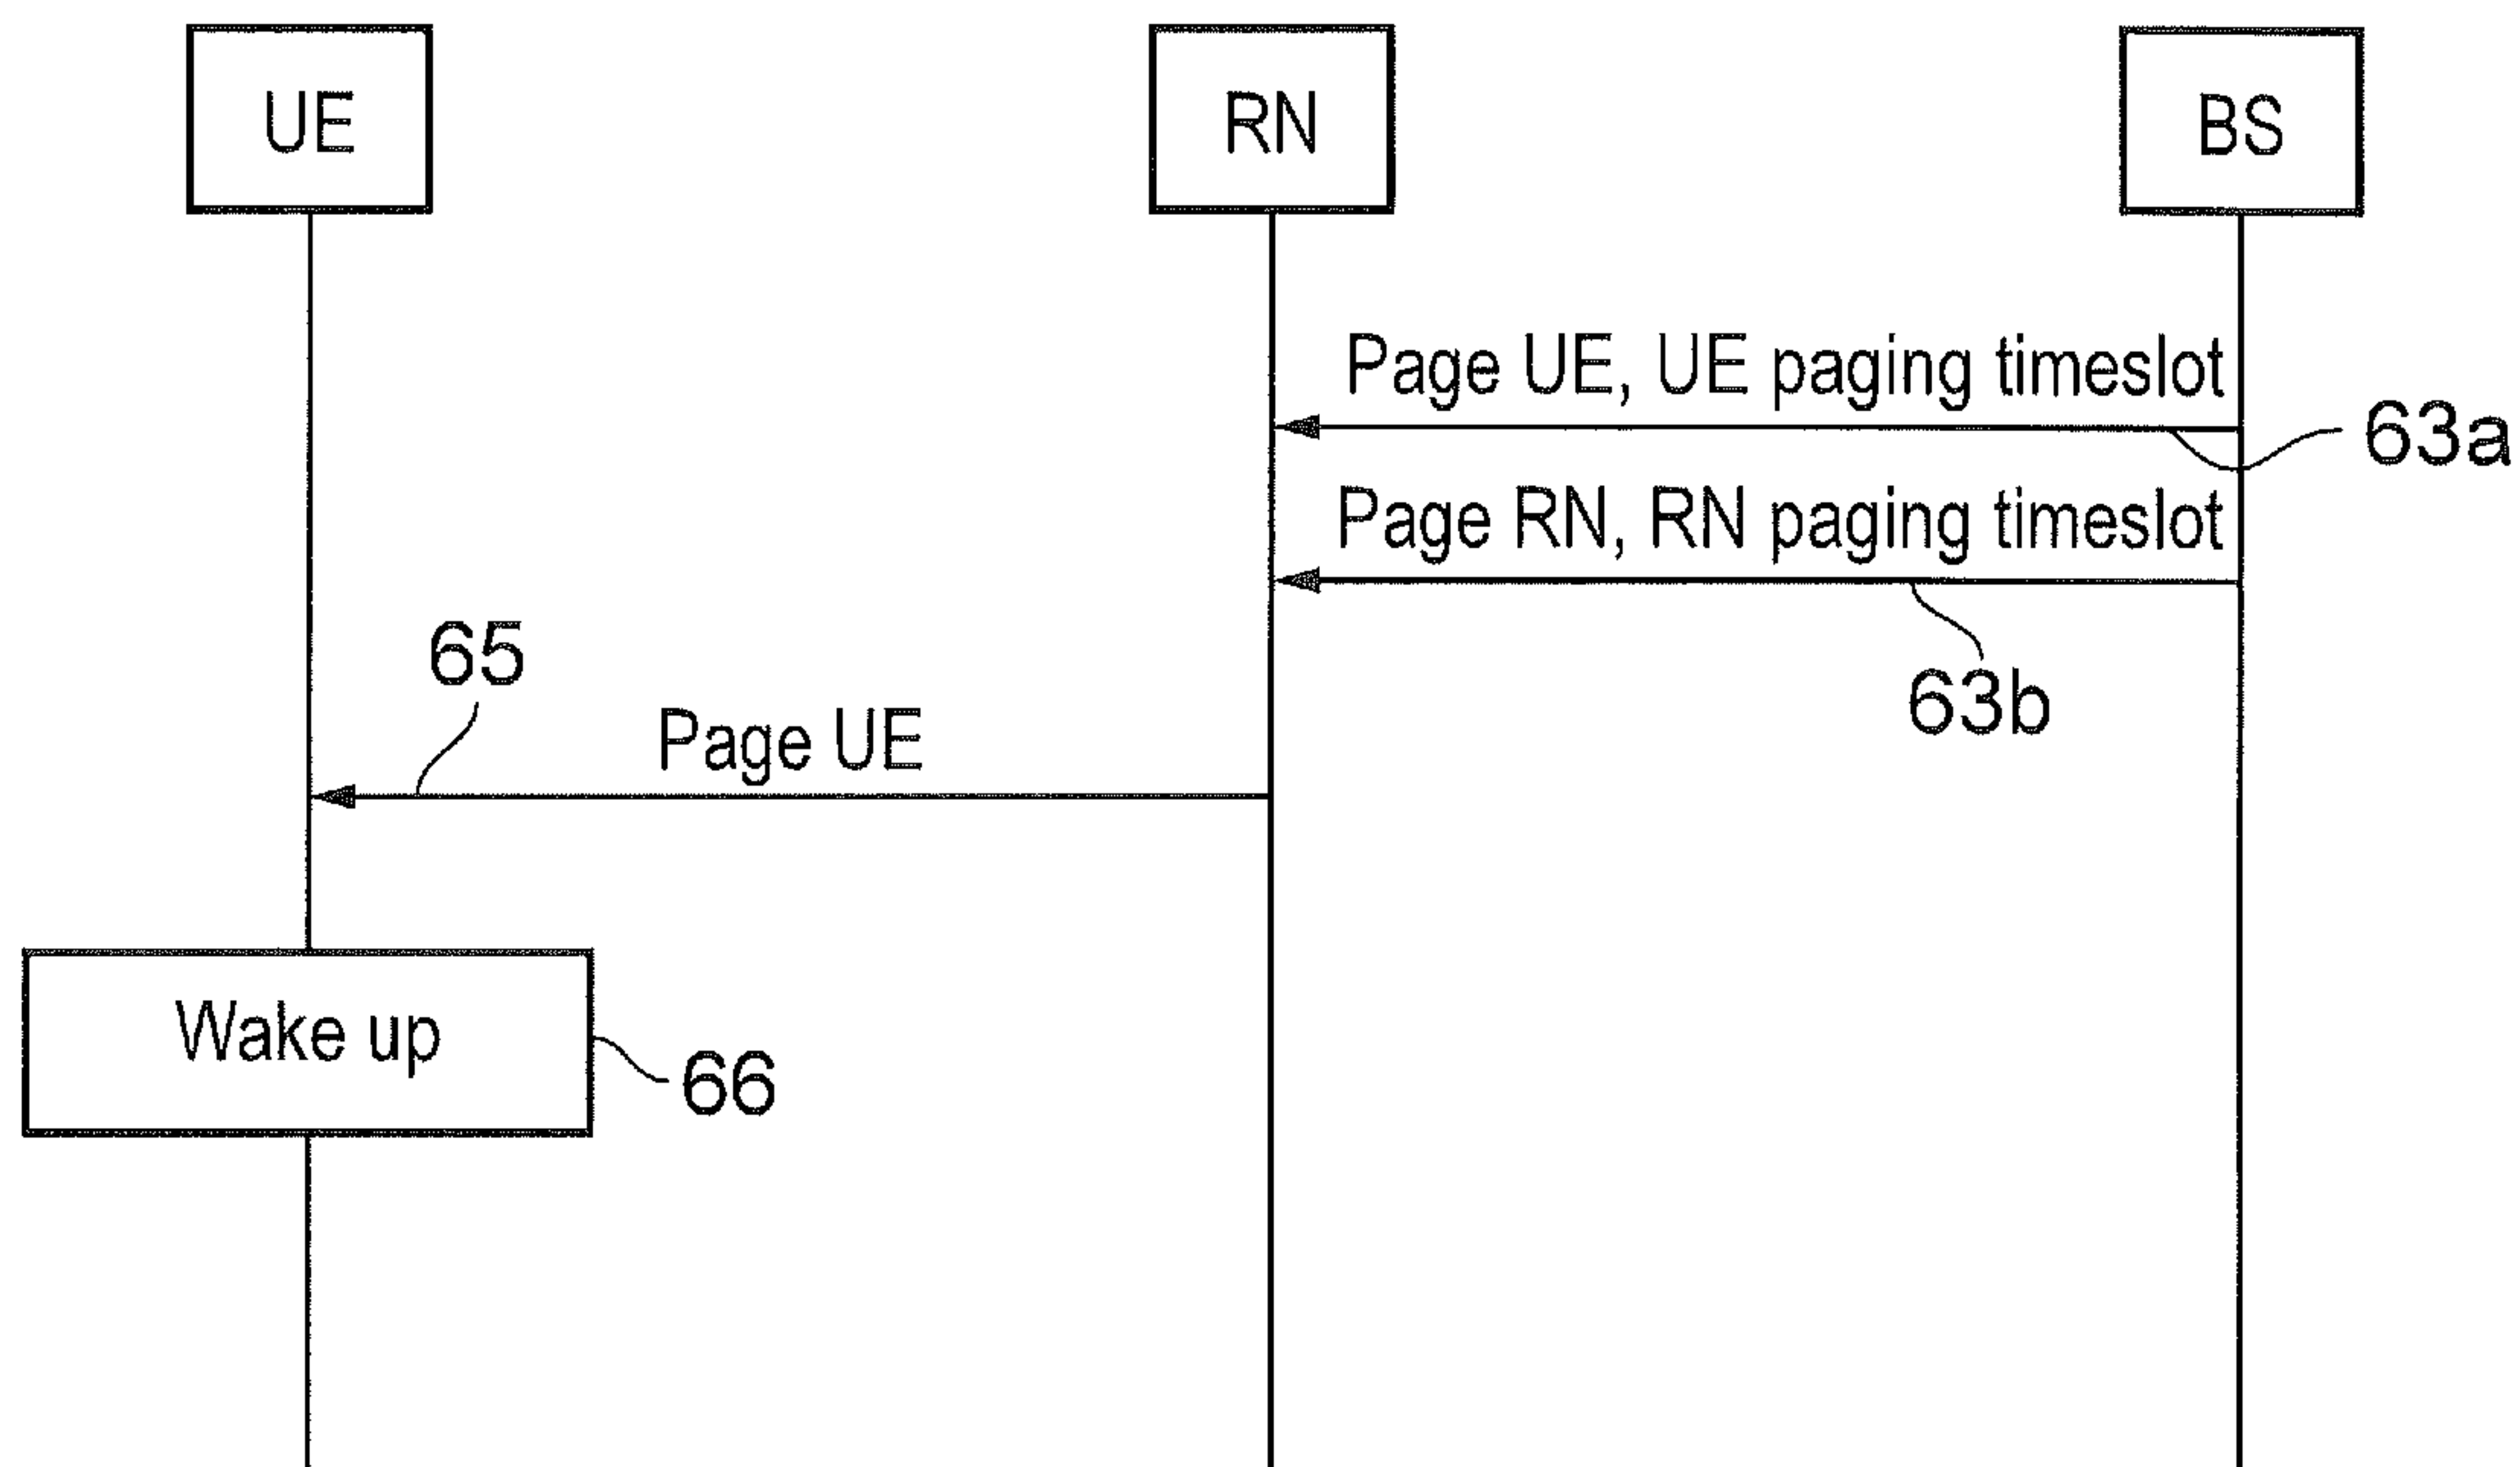 UE
RN
BS
Page UE, UE paging timeslot
63a
Page RN, RN paging timeslot
63b
65
Page UE
Wake up
66